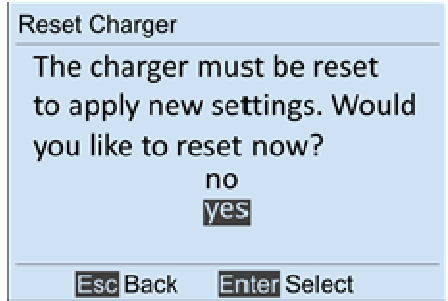 Reset Charger
The charger must be reset
to apply new settings. Would
you like to reset now?
no
yes
Esc Back Enter Select